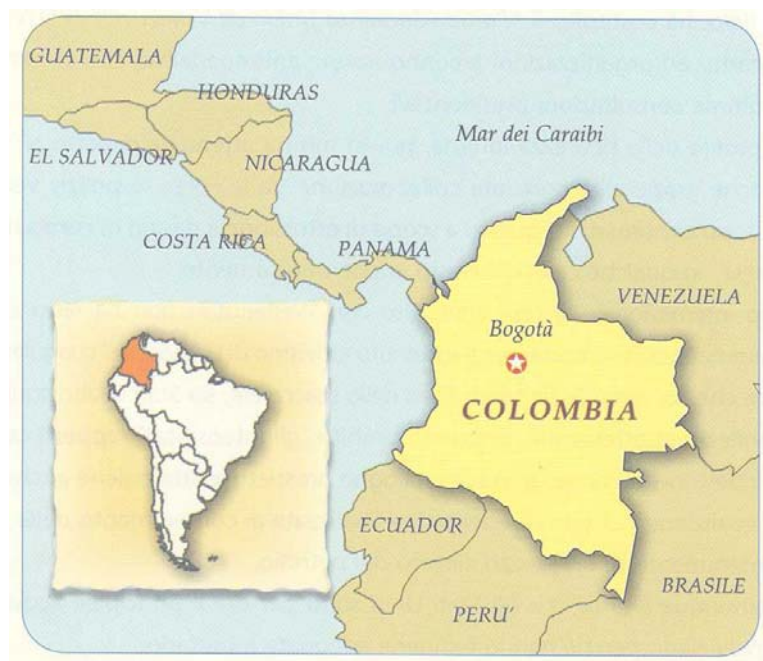 GUATEMALA
HONDURAS
Mar dei Caraibi
EL SALVADOR
NICARAGUA
COSTA RICA
PANAMA
VENEZUELA
Bogotà
COLOMBIA
ECUADOR
BRASILE
PERU'